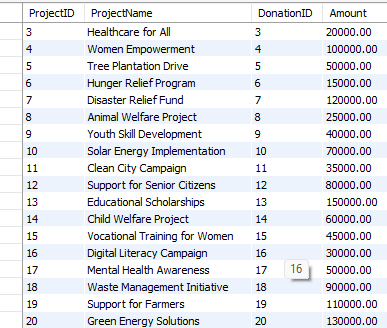 ProjectID ProjectName DonationID Amount
3 Healthcare for All 3 20000.00
4 Women Empowerment 4 100000.00
5 Tree Plantation Drive 5 50000.00
6 Hunger Relief Program 6 15000.00
7 Disaster Relief Fund 7 120000.00
8 Animal Welfare Project 8 25000.00
9 Youth Skill Development 9 40000.00
10 Solar Energy Implementation 10 70000.00
11 Clean City Campaign 11 35000.00
12 Support for Senior Citizens 12 80000.00
13 Educational Scholarships 13 150000.00
14 Child Welfare Project 14 60000.00
15 Vocational Training for Women 15 45000.00
16 Digital Literacy Campaign 16 30000.00
17 Mental Health Awareness 17 16 50000.00
18 Waste Management Initiative 18 90000.00
19 Support for Farmers 19 110000.00
20 Green Energy Solutions 20 130000.00